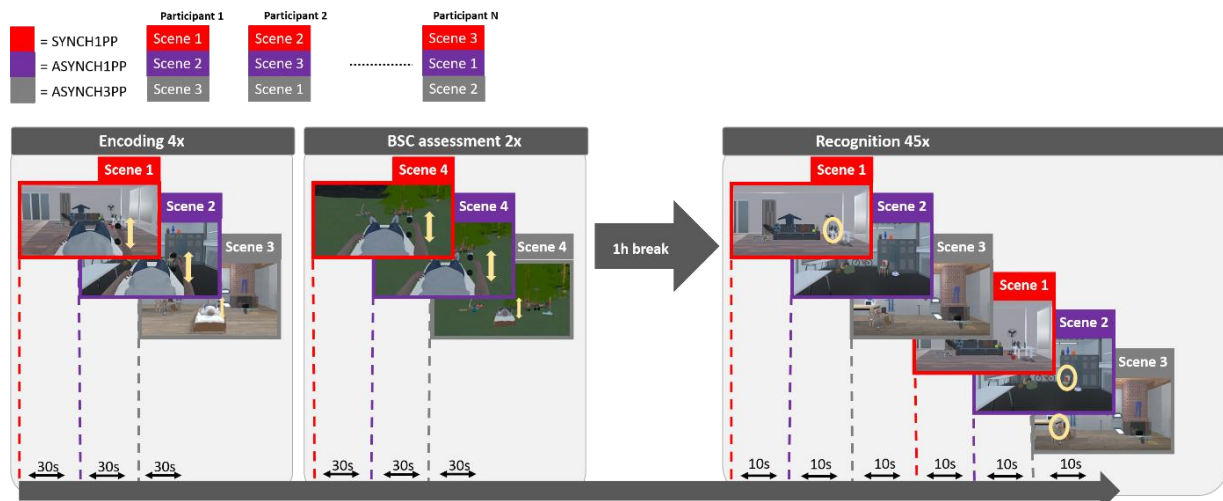 Participant 1
Participant 2
Participant N
= SYNCH1PP
Scene 1
Scene 2
Scene 3
= ASYNCH1PP
Scene 2
Scene 3
Scene 1
= ASYNCH3PP
Scene 3
Scene 1
Scene 2
Encoding 4x
Scene 1
Scene 2
Scene 3
30s
30s
30s
BSC assessment 2x
Scene 4
Scene 4
Scene 4
30s
30s
30s
1h break
Recognition 45x
Scene 1
Scene 2
Scene 3
Scene 1
Scene 2
Scene 3
10s
10s
10s
10s
10s
10s